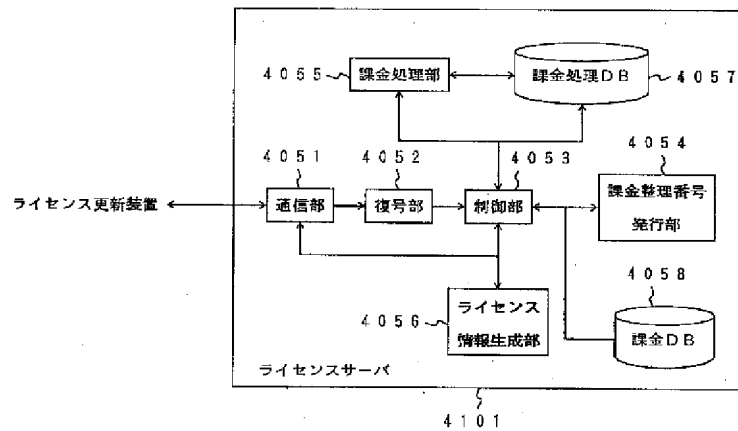 4055
課金処理部
課金処理DB
4057
4051
4052
4053
4054
ライセンス更新装置
通信部
復号部
制御部
課金整理番号
発行部
4058
4056
ライセンス
情報生成部
課金DB
ライセンスサーバ
4101